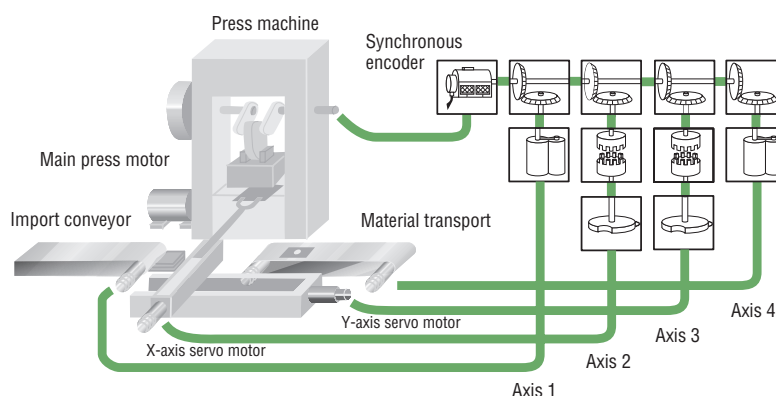 Press machine
Synchronous
encoder
Main press motor
Import conveyor
Material transport
Y-axis servo motor
X-axis servo motor
Axis 1
Axis 2
Axis 3
Axis 4